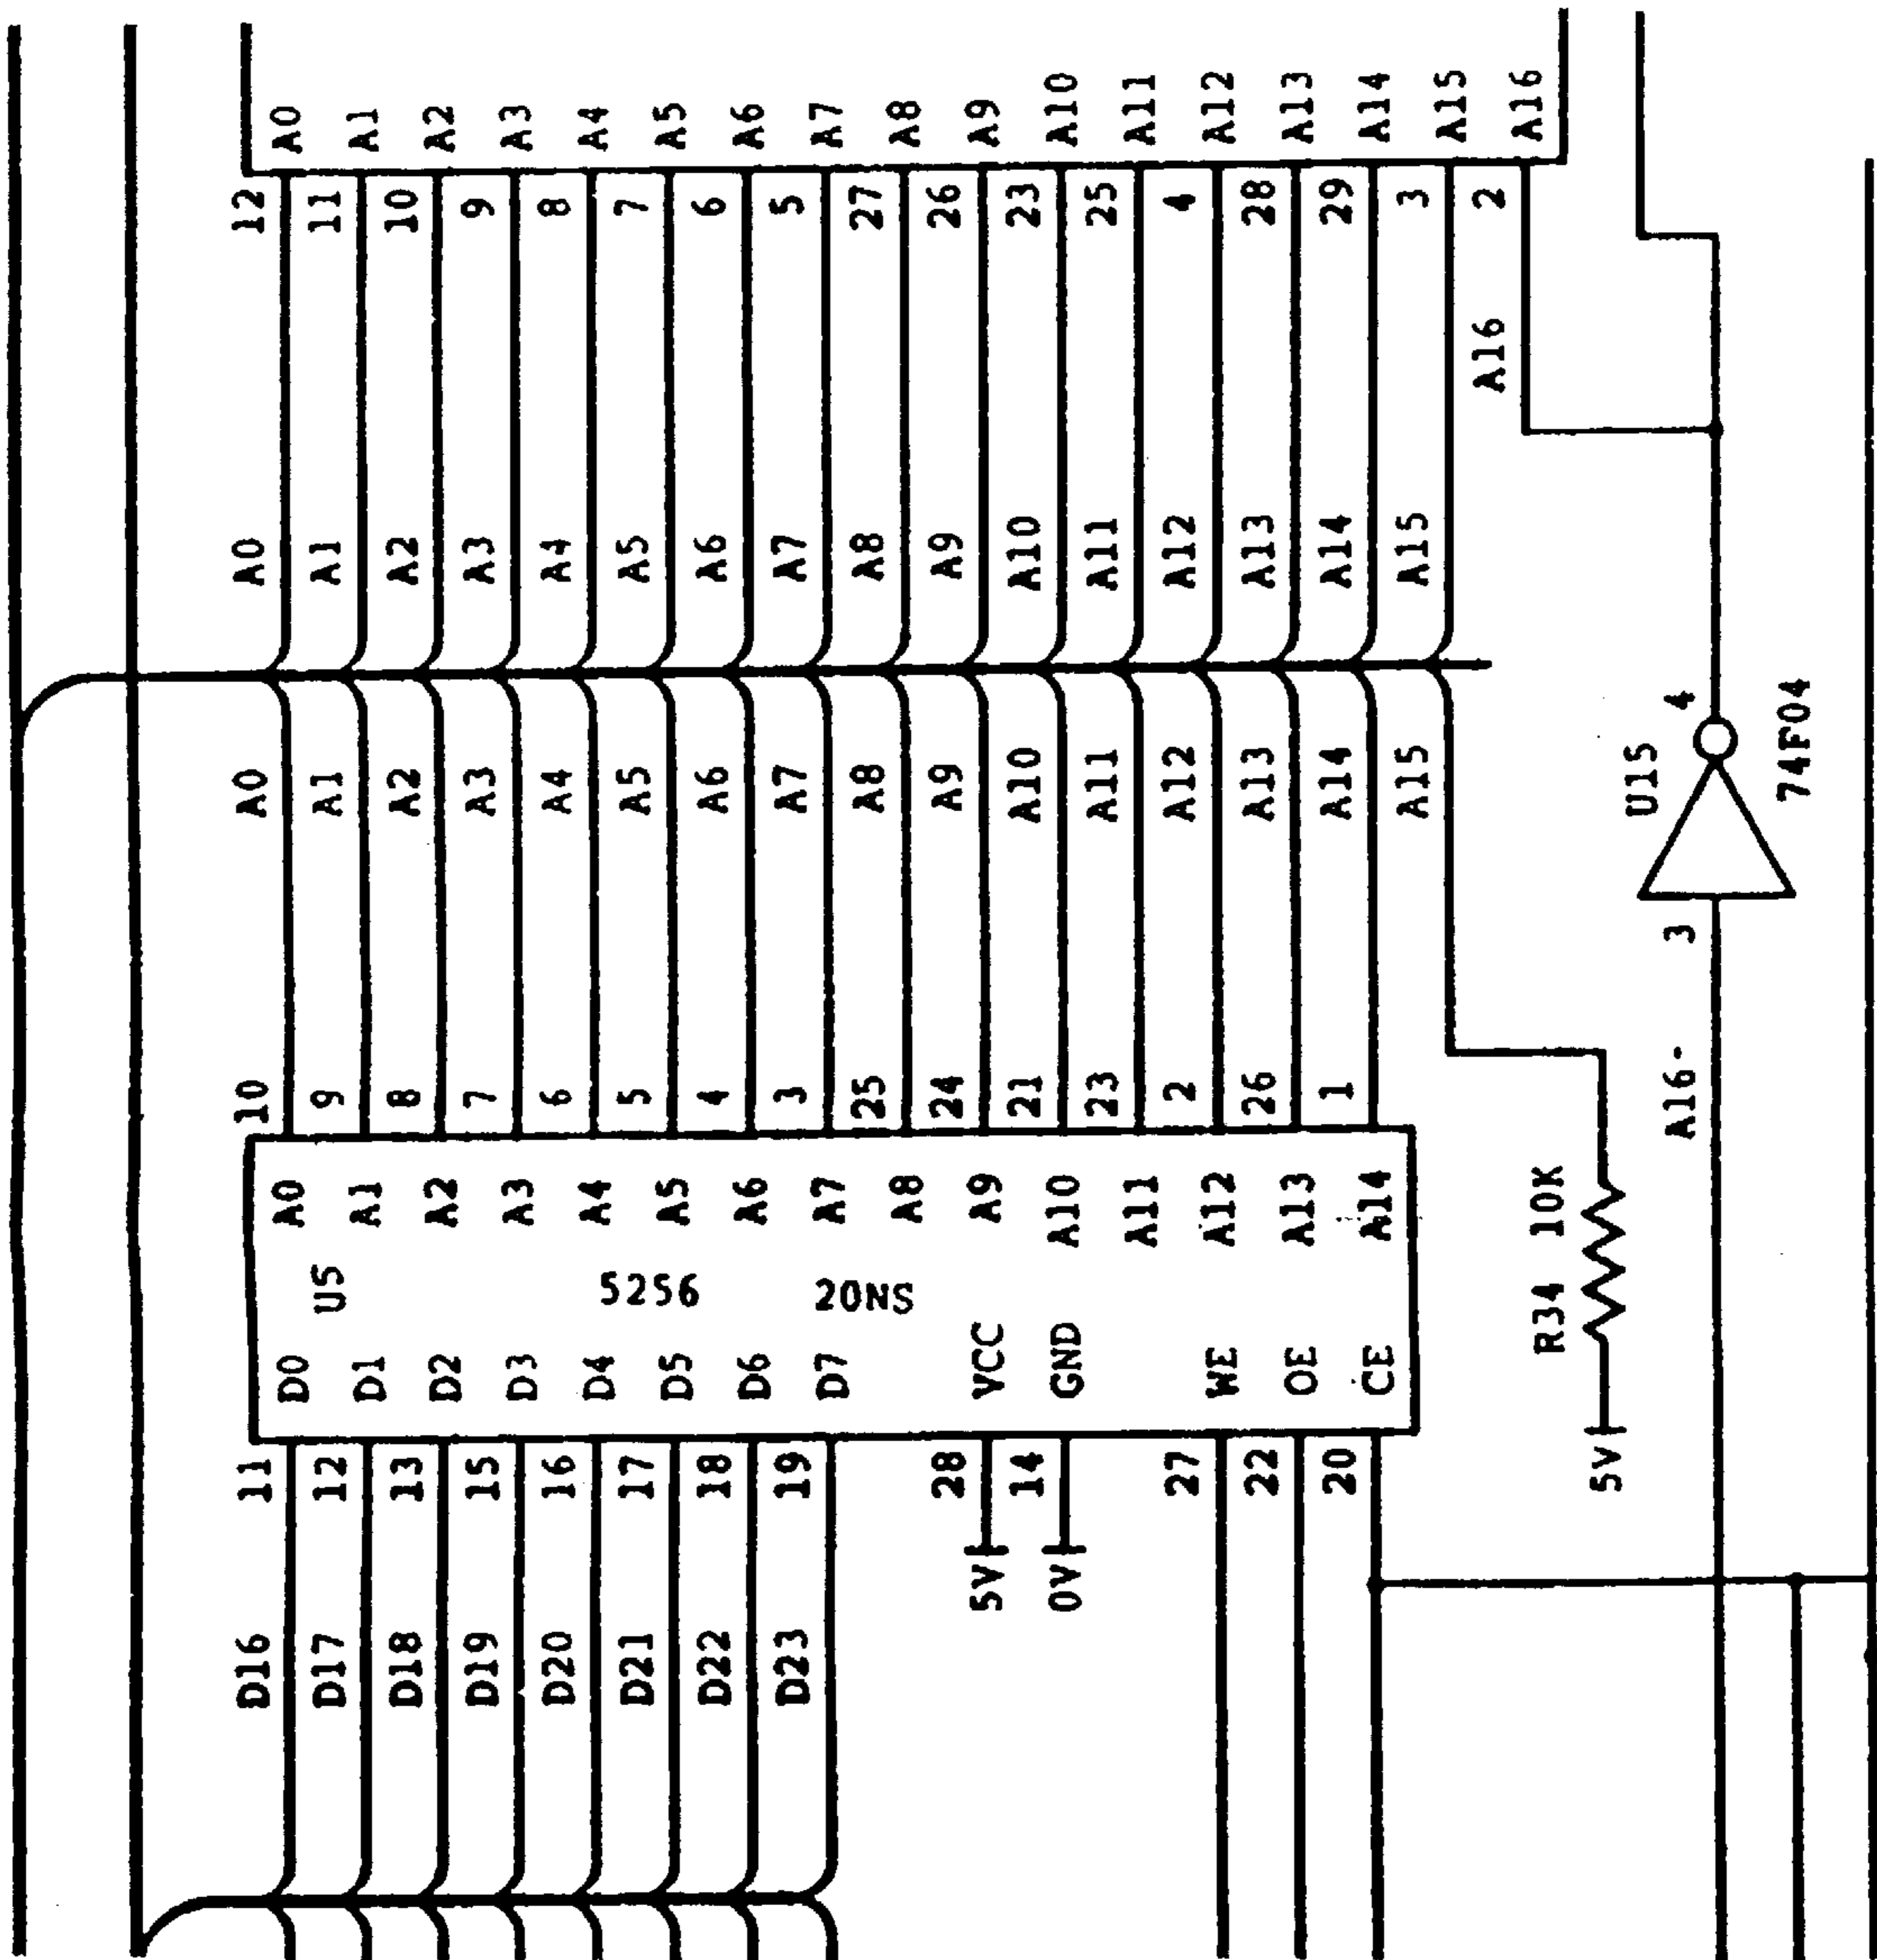 D16 11 10 A0 A0 12
D0 A0 A0
D17 12 U5 9 A1 A1 11
D1 A1 A1
D18 13 8 A2 A2 10
D2 A2 A2
D19 15 7 A3 A3 9
D3 A3 A3
D20 16 6 A4 A4 8
D4 A4 A4
D21 17 5256 5 A5 A5 7
D5 A5 A5
D22 18 4 A6 A6 6
D6 A6 A6
D23 19 3 A7 A7 5
D7 A7 A7
20NS 25 A8 A8 27
A8 A8
28 24 A9 A9 26
5V VCC A9 A9
14 21 A10 A10 23
0V GND A10 A10
23 A11 A11 25
A11 A11
27 2 A12 A12 4
WE A12 A12
22 26 A13 A13 28
OE A13 A13
20 1 A14 A14 29
CE A14 A14
A15 A15 3
A15
A16 2
A16
R34 10K
5V
U15
A16- 3 4
74F04